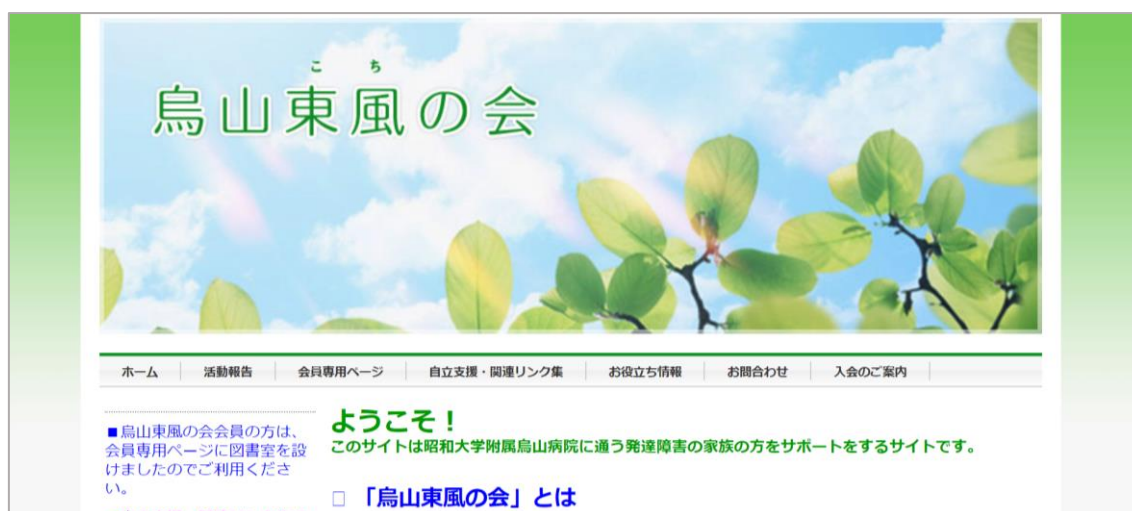 こち
烏山東風の会
ホーム 活動報告 会員専用ページ 自立支援・関連リンク集 お役立ち情報 お問合わせ 入会のご案内
■烏山東風の会会員の方は、
会員専用ページに図書室を設
けましたのでご利用くださ
い。
ようこそ！
このサイトは昭和大学附属烏山病院に通う発達障害の家族の方をサポートをするサイトです。
□ 「烏山東風の会」とは